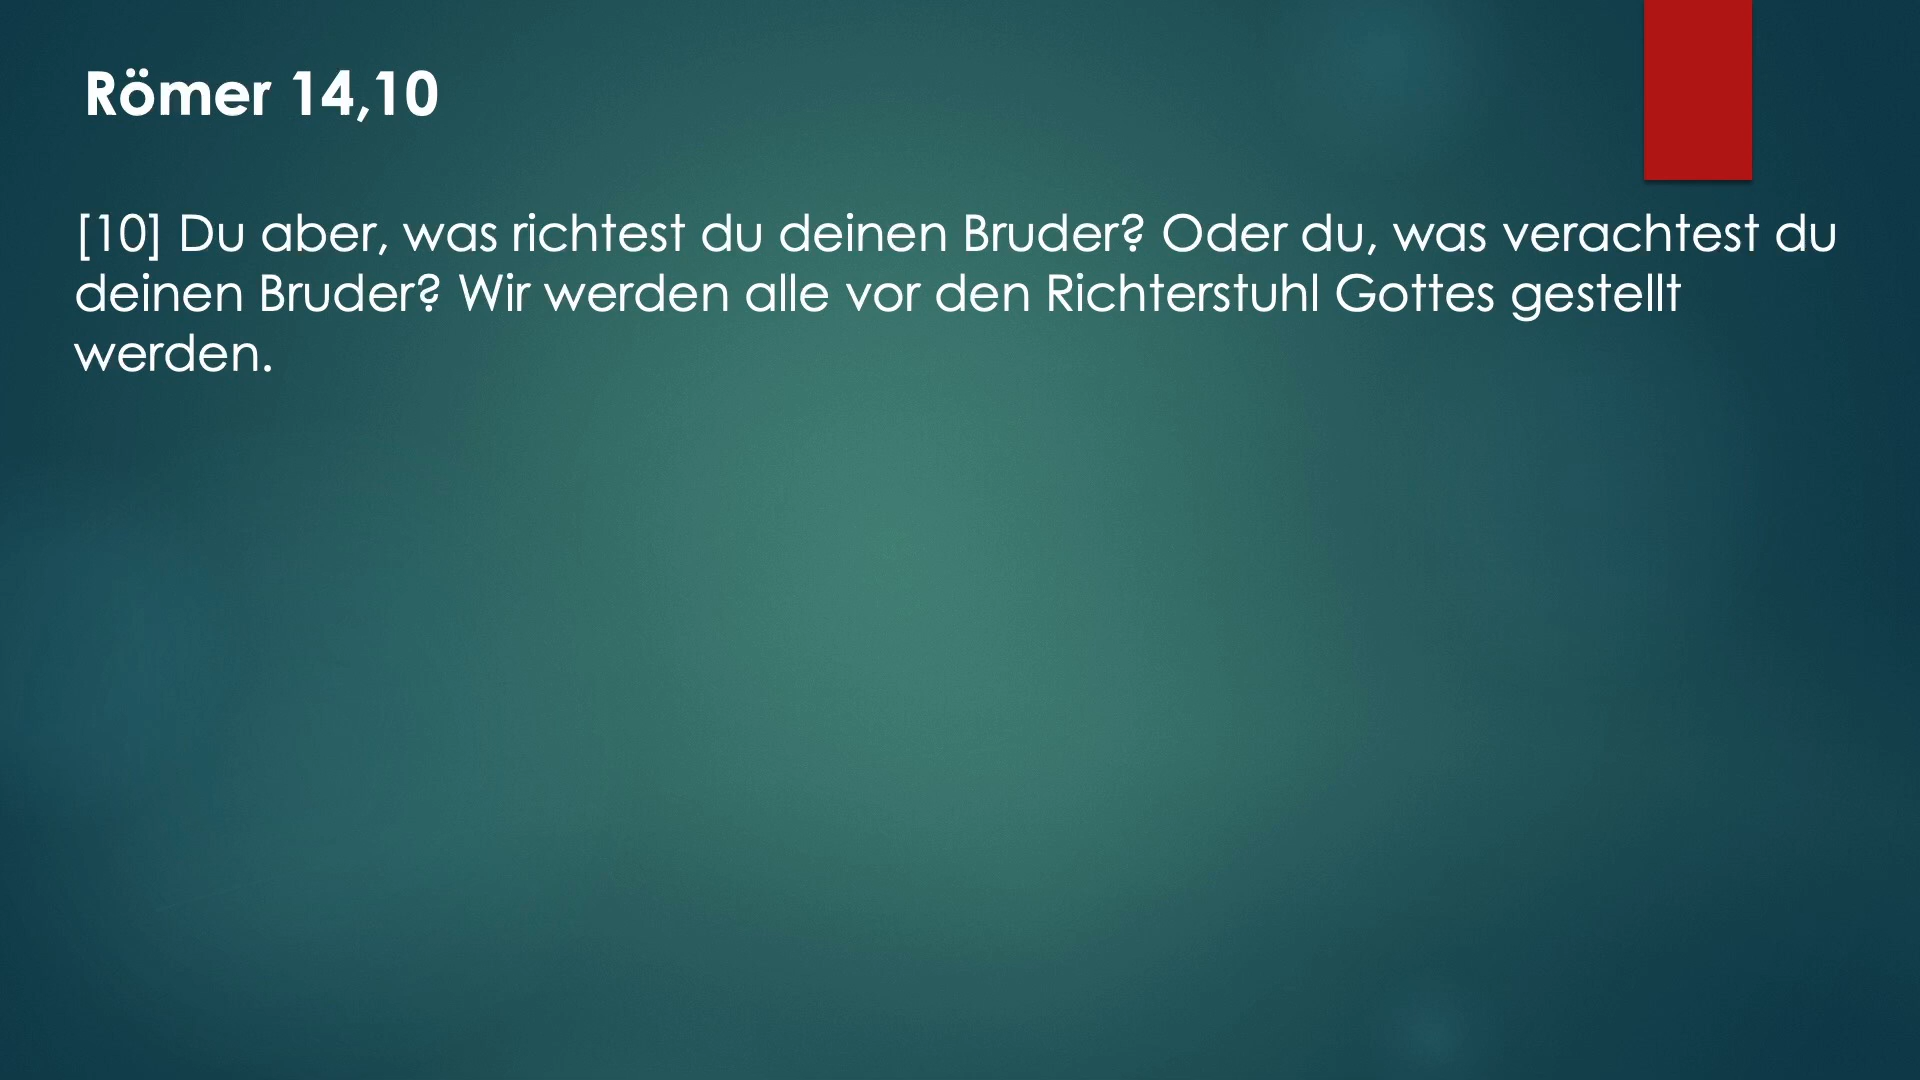 Römer 14,10
[10] Du aber, was richtest du deinen Bruder? Oder du, was verachtest du
deinen Bruder? Wir werden alle vor den Richterstuhl Gottes gestellt
werden.